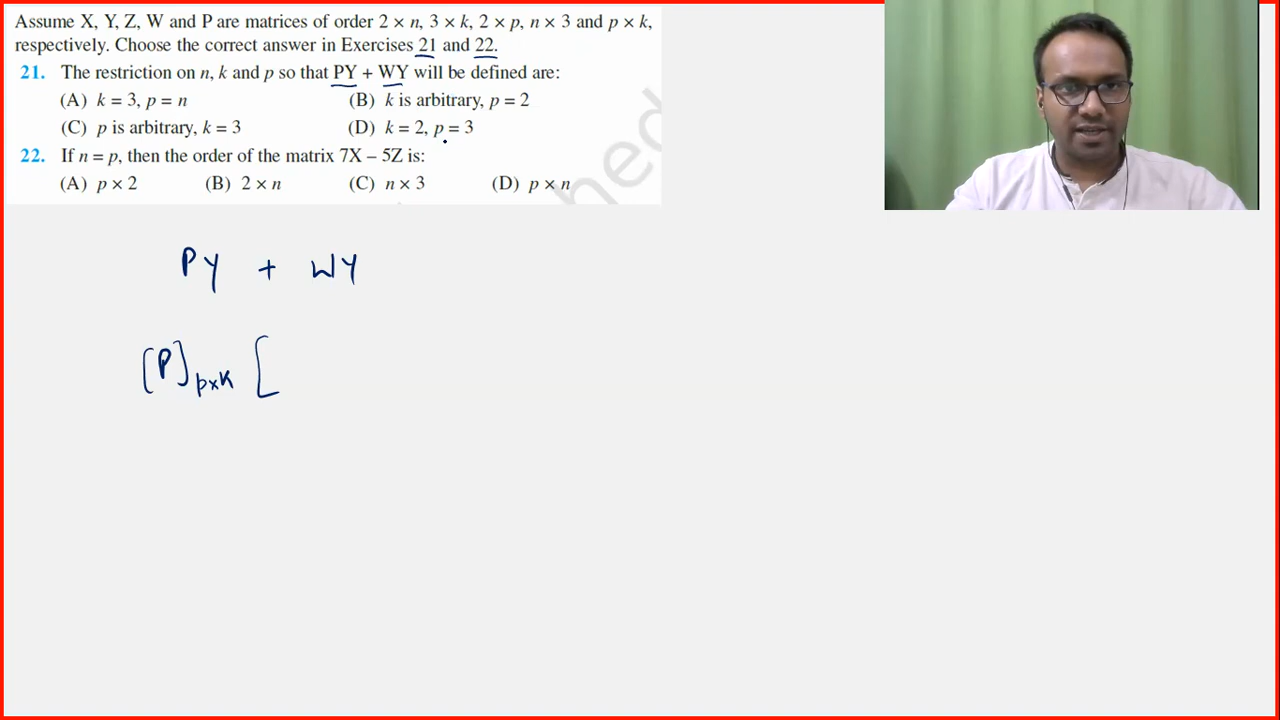 Assume X, Y, Z, W and P are matrices of order 2 × n, 3 × k, 2 × p, n × 3 and p × k,
respectively. Choose the correct answer in Exercises 21 and 22.
21. The restriction on n, k and p so that PY + WY will be defined are:
(A) k = 3, p = n (B) k is arbitrary, p = 2
(C) p is arbitrary, k = 3 (D) k = 2, p = 3
22. If n = p, then the order of the matrix 7X – 5Z is:
(A) p × 2 (B) 2 × n (C) n × 3 (D) p × n
PY + WY
[P]p×k [